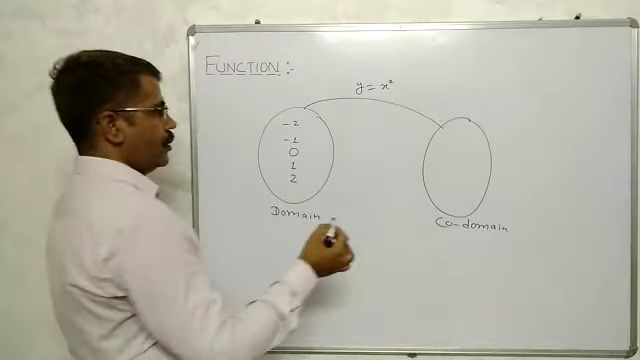 FUNCTION :-
y = x²
-2
-1
0
1
2
Domain
Co-domain